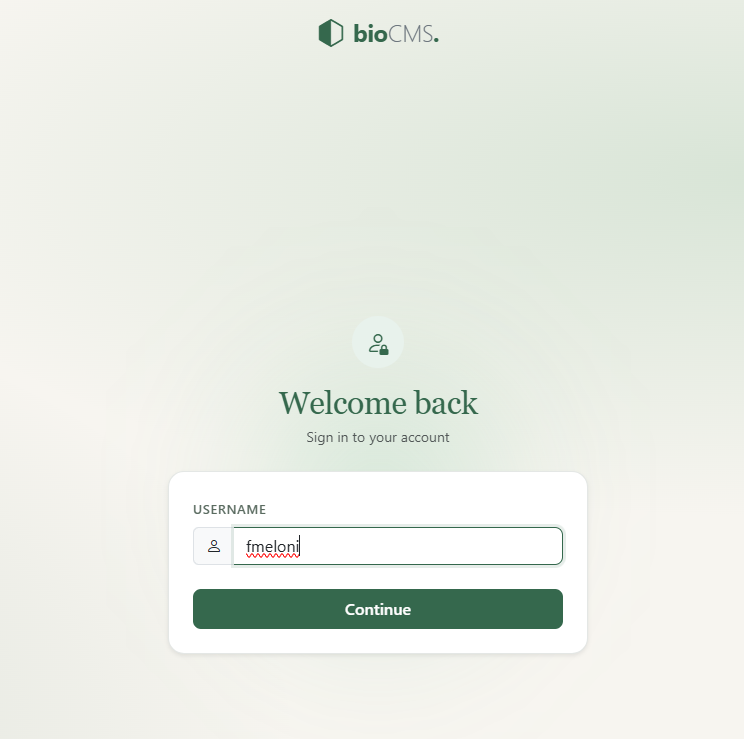 bioCMS.
Welcome back
Sign in to your account
USERNAME
fmeloni
Continue